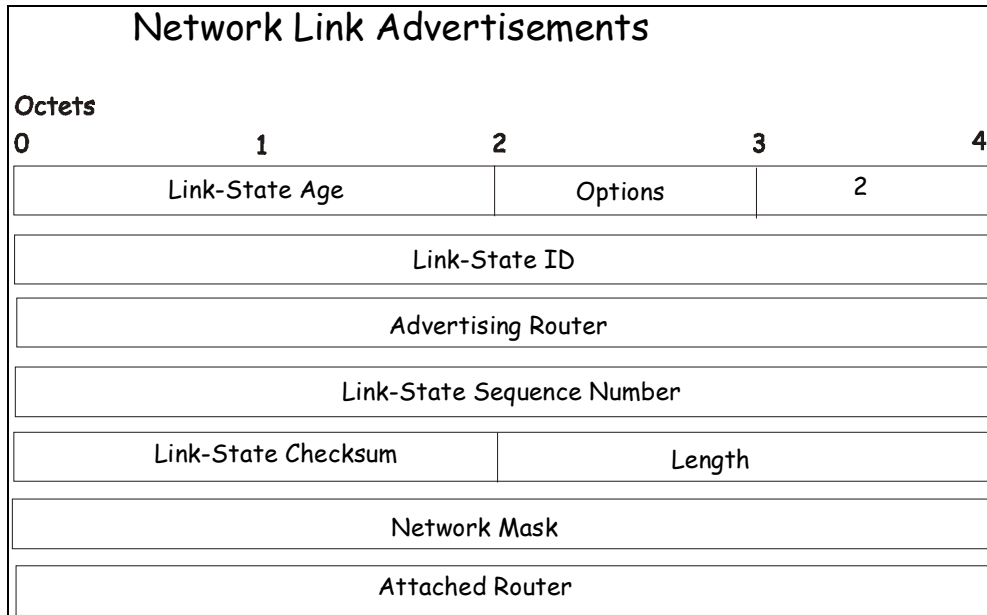 Network Link Advertisements
Octets
0 1 2 3 4
Link-State Age Options 2
Link-State ID
Advertising Router
Link-State Sequence Number
Link-State Checksum Length
Network Mask
Attached Router